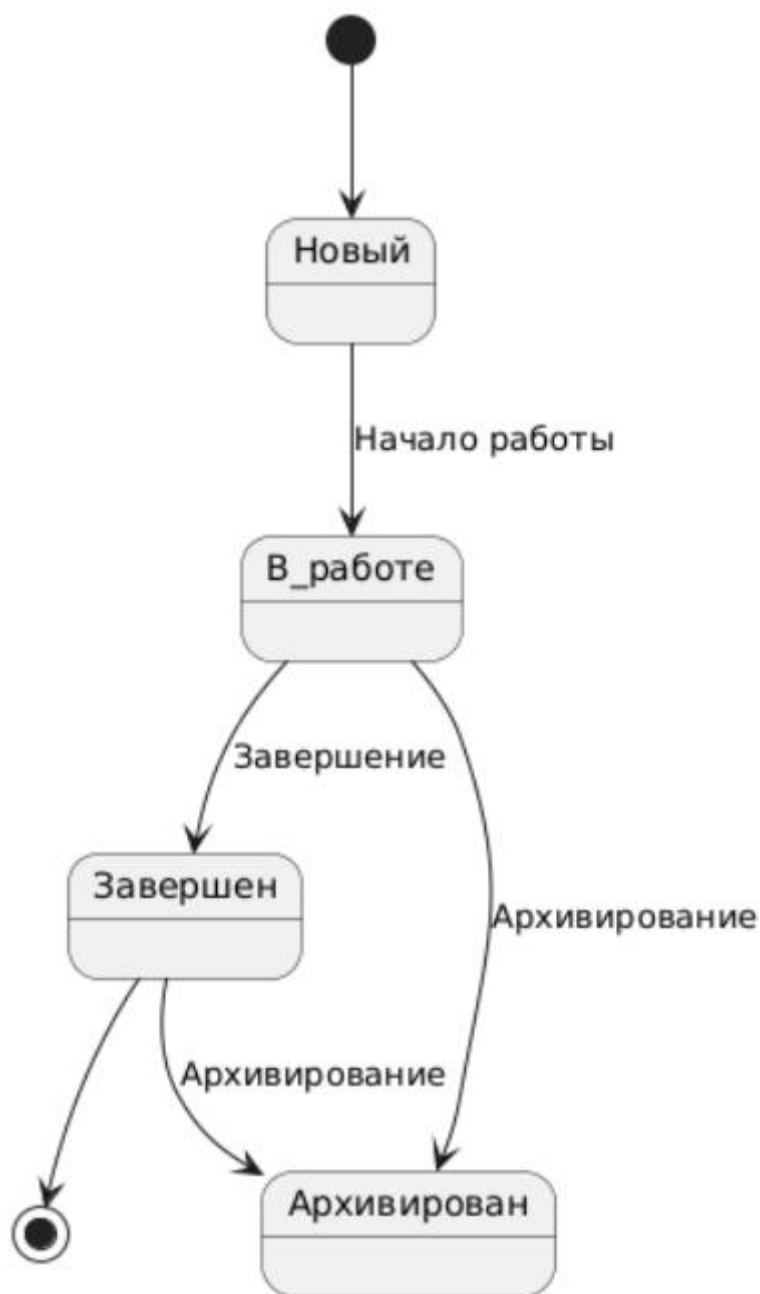 Новый
Начало работы
В_работе
Завершение
Завершен
Архивирование
Архивирование
Архивирован